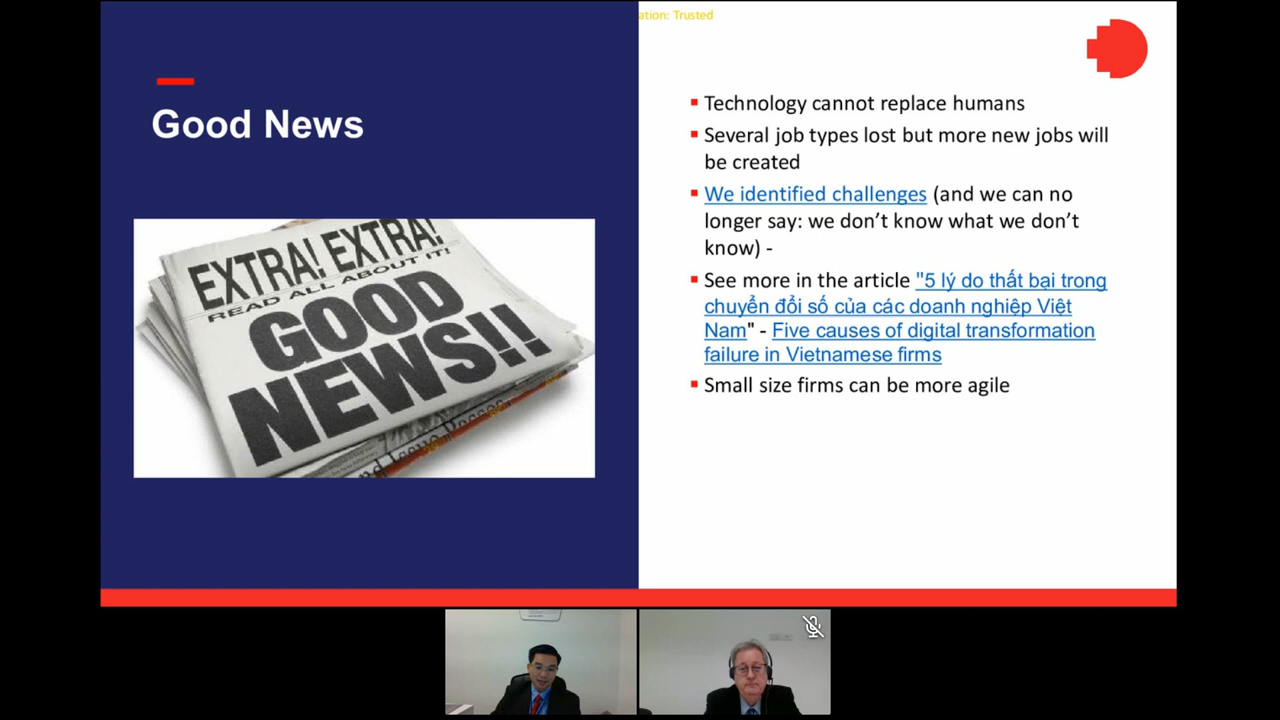 ation: Trusted
Good News
EXTRA! EXTRA!
READ ALL ABOUT IT!
GOOD
NEWS!!
Technology cannot replace humans
Several job types lost but more new jobs will
be created
We identified challenges (and we can no
longer say: we don’t know what we don’t
know) -
See more in the article "5 lý do thất bại trong
chuyển đổi số của các doanh nghiệp Việt
Nam" - Five causes of digital transformation
failure in Vietnamese firms
Small size firms can be more agile